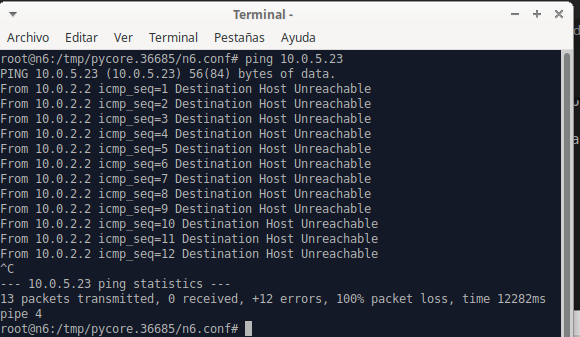 Terminal -
Archivo Editar Ver Terminal Pestañas Ayuda
root@n6:/tmp/pycore.36685/n6.conf# ping 10.0.5.23
PING 10.0.5.23 (10.0.5.23) 56(84) bytes of data.
From 10.0.2.2 icmp_seq=1 Destination Host Unreachable
From 10.0.2.2 icmp_seq=2 Destination Host Unreachable
From 10.0.2.2 icmp_seq=3 Destination Host Unreachable
From 10.0.2.2 icmp_seq=4 Destination Host Unreachable
From 10.0.2.2 icmp_seq=5 Destination Host Unreachable
From 10.0.2.2 icmp_seq=6 Destination Host Unreachable
From 10.0.2.2 icmp_seq=7 Destination Host Unreachable
From 10.0.2.2 icmp_seq=8 Destination Host Unreachable
From 10.0.2.2 icmp_seq=9 Destination Host Unreachable
From 10.0.2.2 icmp_seq=10 Destination Host Unreachable
From 10.0.2.2 icmp_seq=11 Destination Host Unreachable
From 10.0.2.2 icmp_seq=12 Destination Host Unreachable
^C
--- 10.0.5.23 ping statistics ---
13 packets transmitted, 0 received, +12 errors, 100% packet loss, time 12282ms
pipe 4
root@n6:/tmp/pycore.36685/n6.conf#